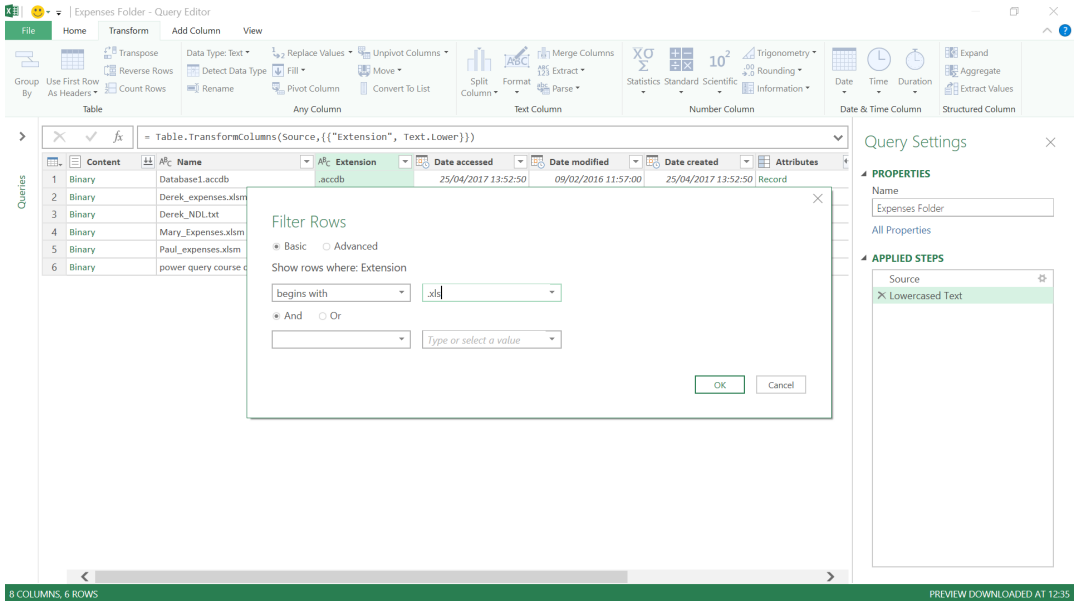 Expenses Folder - Query Editor
File Home Transform Add Column View
Group By
Use First Row As Headers
Transpose
Reverse Rows
Count Rows
Table
Data Type: Text
Detect Data Type
Rename
Replace Values
Fill
Pivot Column
Unpivot Columns
Move
Convert To List
Any Column
Split Column
Format
Merge Columns
Extract
Parse
Text Column
Statistics
Standard
Scientific
Trigonometry
Rounding
Information
Number Column
Date
Time
Duration
Date & Time Column
Expand
Aggregate
Extract Values
Structured Column
Queries
= Table.TransformColumns(Source,{{"Extension", Text.Lower}})
Content Name Extension Date accessed Date modified Date created Attributes
1 Binary Database1.accdb .accdb 25/04/2017 13:52:50 09/02/2016 11:57:00 25/04/2017 13:52:50 Record
2 Binary Derek_expenses.xlsm
3 Binary Derek_NDL.txt
4 Binary Mary_Expenses.xlsm
5 Binary Paul_expenses.xlsm
6 Binary power query course
Filter Rows
Basic Advanced
Show rows where: Extension
begins with .xls
And Or
Type or select a value
OK Cancel
Query Settings
PROPERTIES
Name
Expenses Folder
All Properties
APPLIED STEPS
Source
Lowercased Text
8 COLUMNS, 6 ROWS
PREVIEW DOWNLOADED AT 12:35